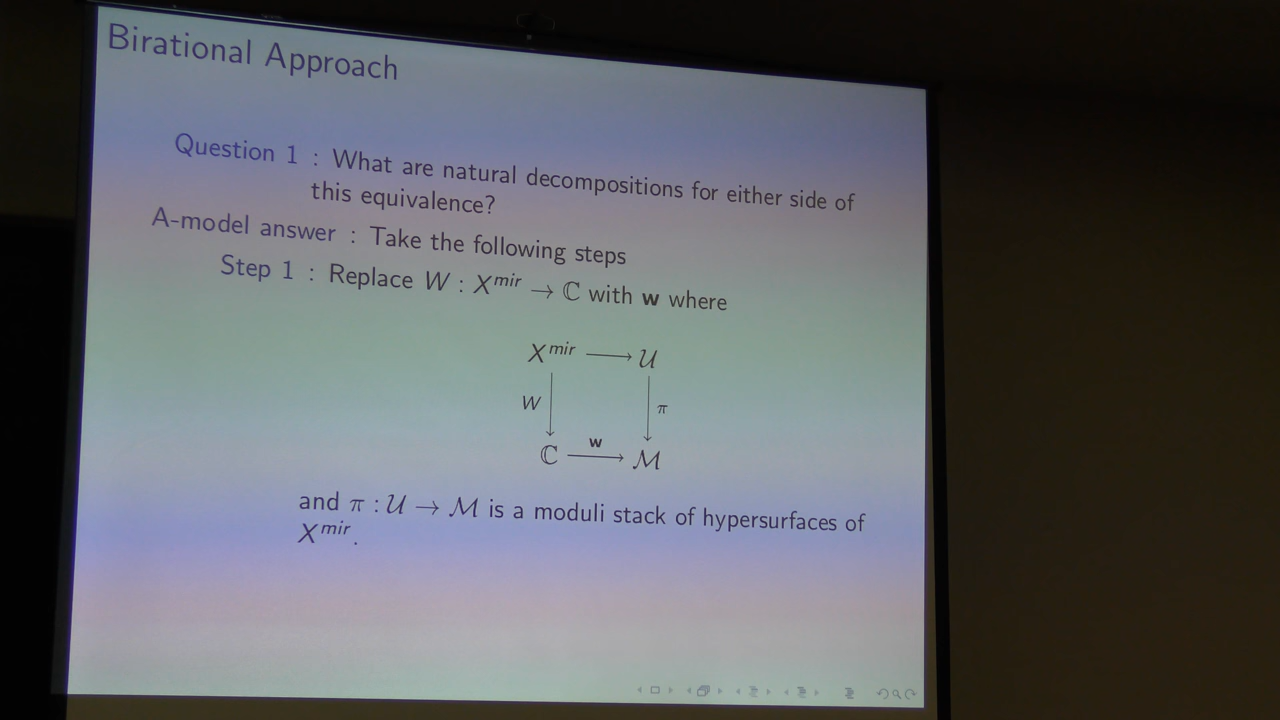 Birational Approach
Question 1 : What are natural decompositions for either side of
this equivalence?
A-model answer : Take the following steps
Step 1 : Replace W : X^mir → ℂ with w where
X^mir → 𝒰
W π
w
ℂ → ℳ
and π : 𝒰 → ℳ is a moduli stack of hypersurfaces of
X^mir.